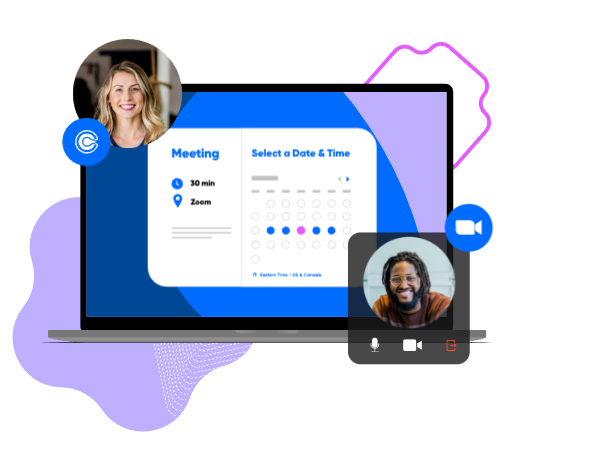 Meeting
Select a Date & Time
30 min
Zoom
Eastern Time - US & Canada